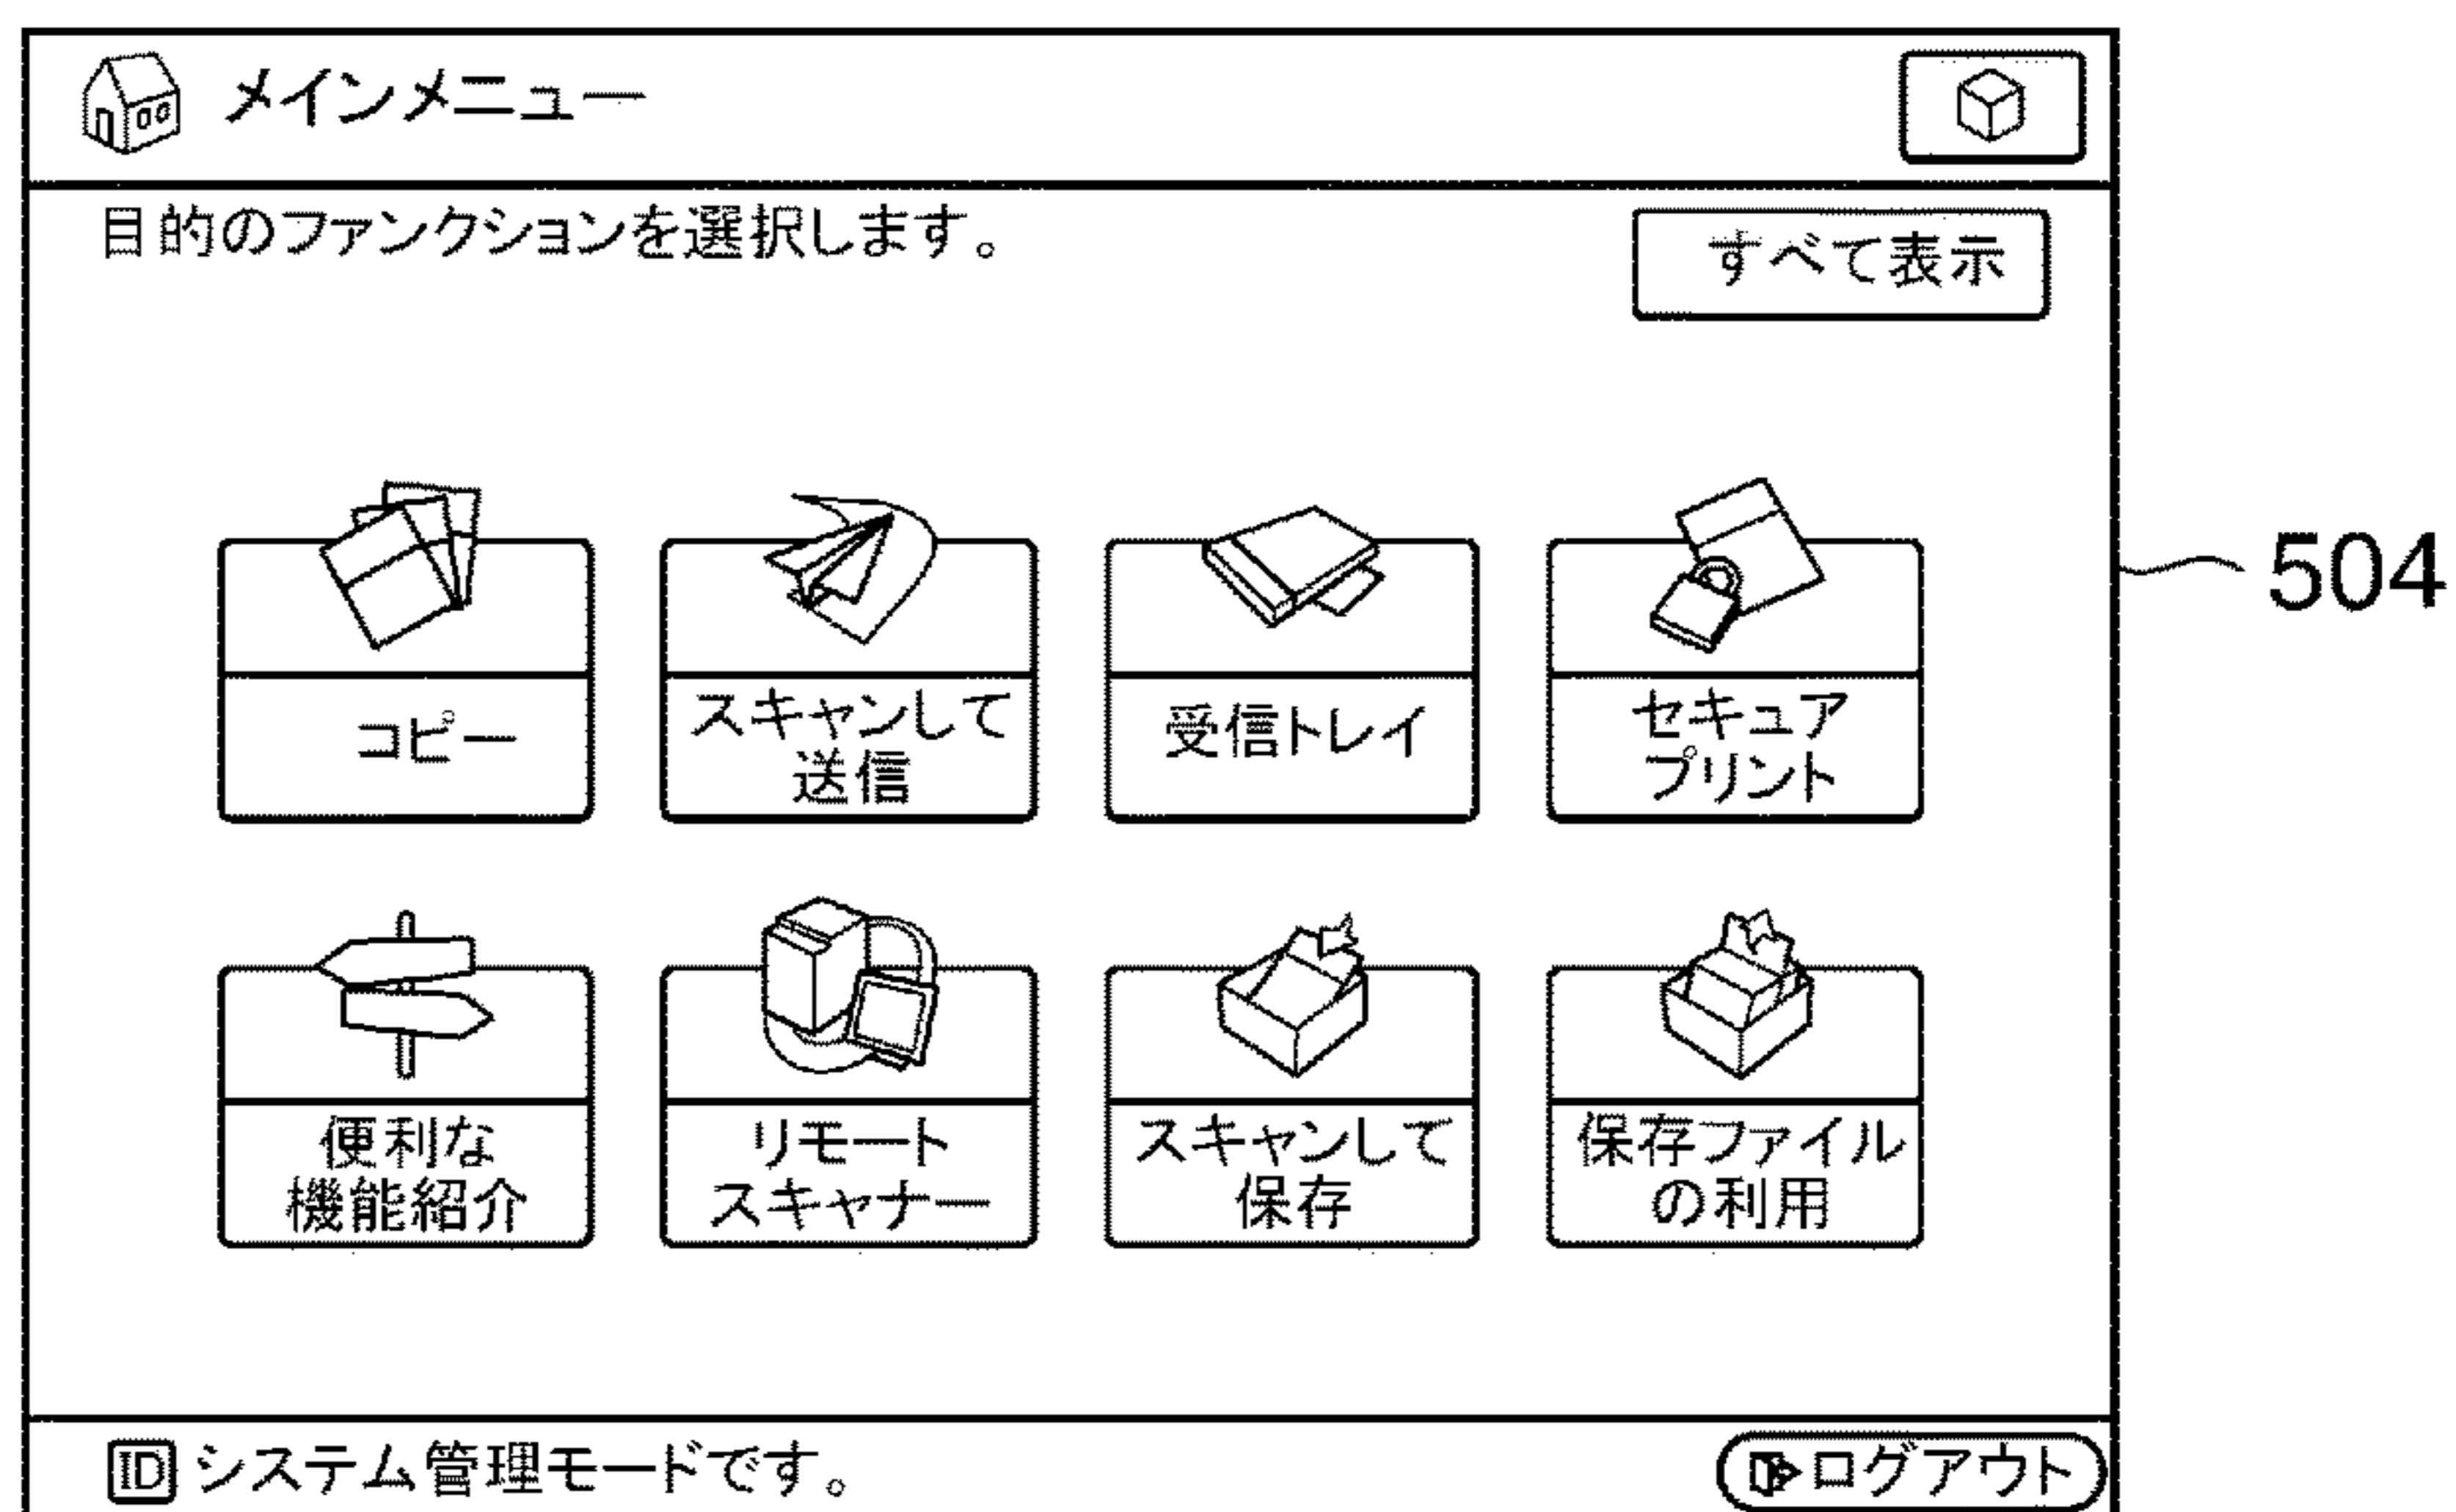 メインメニュー
目的のファンクションを選択します。
すべて表示
504
コピー
スキャンして
送信
受信トレイ
セキュア
プリント
便利な
機能紹介
リモート
スキャナー
スキャンして
保存
保存ファイル
の利用
ID システム管理モードです。
ログアウト